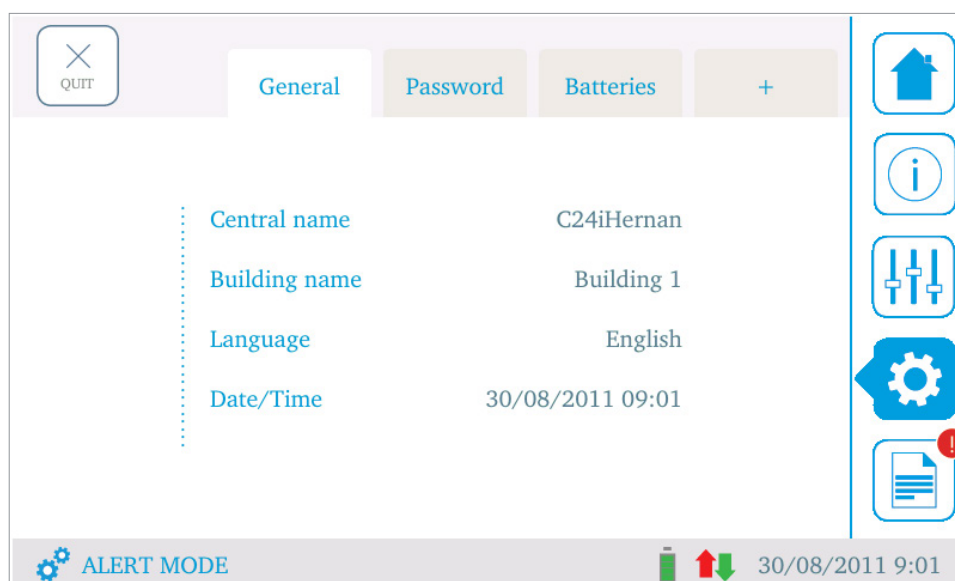 QUIT
General Password Batteries +
Central name C24iHernan
Building name Building 1
Language English
Date/Time 30/08/2011 09:01
i
!
ALERT MODE 30/08/2011 9:01